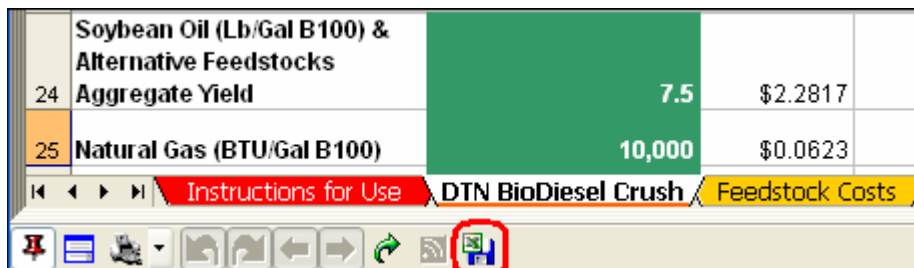 Soybean Oil (Lb/Gal B100) &
Alternative Feedstocks
24 Aggregate Yield 7.5 $2.2817
25 Natural Gas (BTU/Gal B100) 10,000 $0.0623
Instructions for Use DTN BioDiesel Crush Feedstock Costs